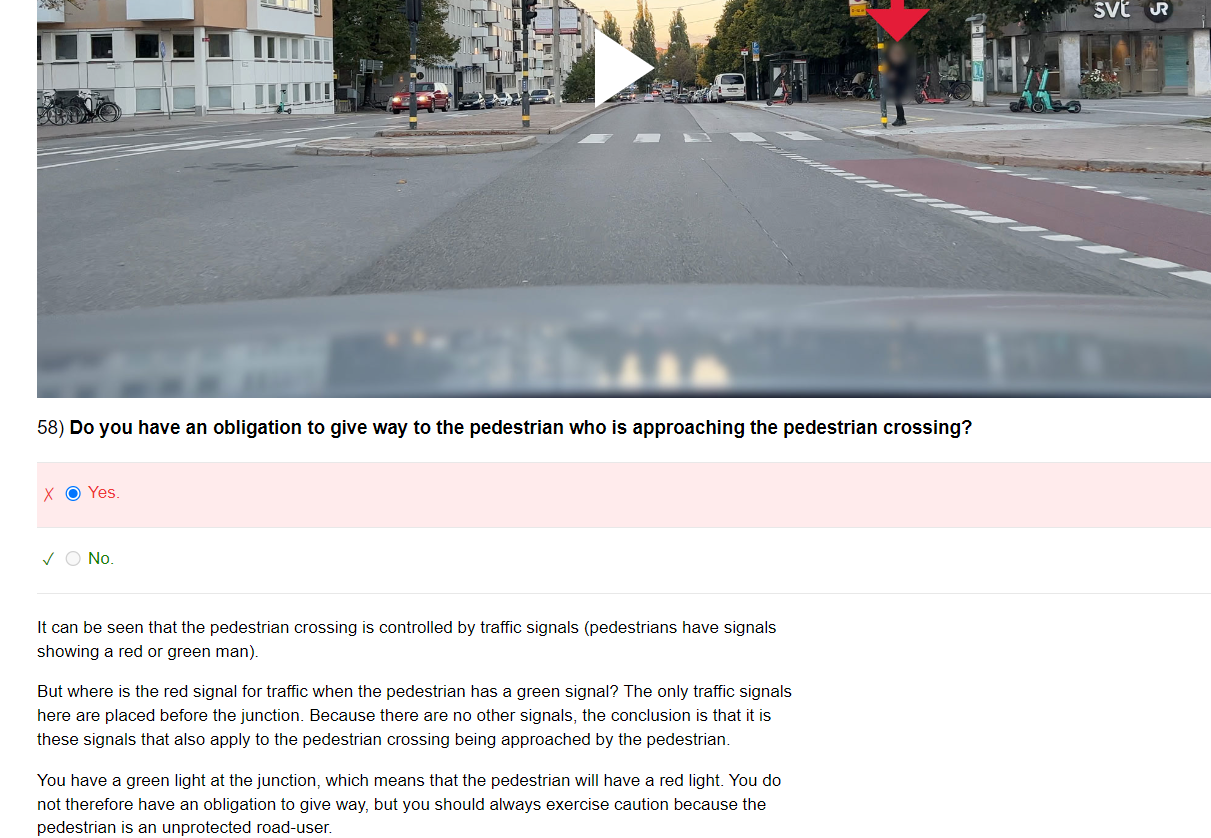 svt JR
58) Do you have an obligation to give way to the pedestrian who is approaching the pedestrian crossing?
Yes.
No.
It can be seen that the pedestrian crossing is controlled by traffic signals (pedestrians have signals
showing a red or green man).
But where is the red signal for traffic when the pedestrian has a green signal? The only traffic signals
here are placed before the junction. Because there are no other signals, the conclusion is that it is
these signals that also apply to the pedestrian crossing being approached by the pedestrian.
You have a green light at the junction, which means that the pedestrian will have a red light. You do
not therefore have an obligation to give way, but you should always exercise caution because the
pedestrian is an unprotected road-user.